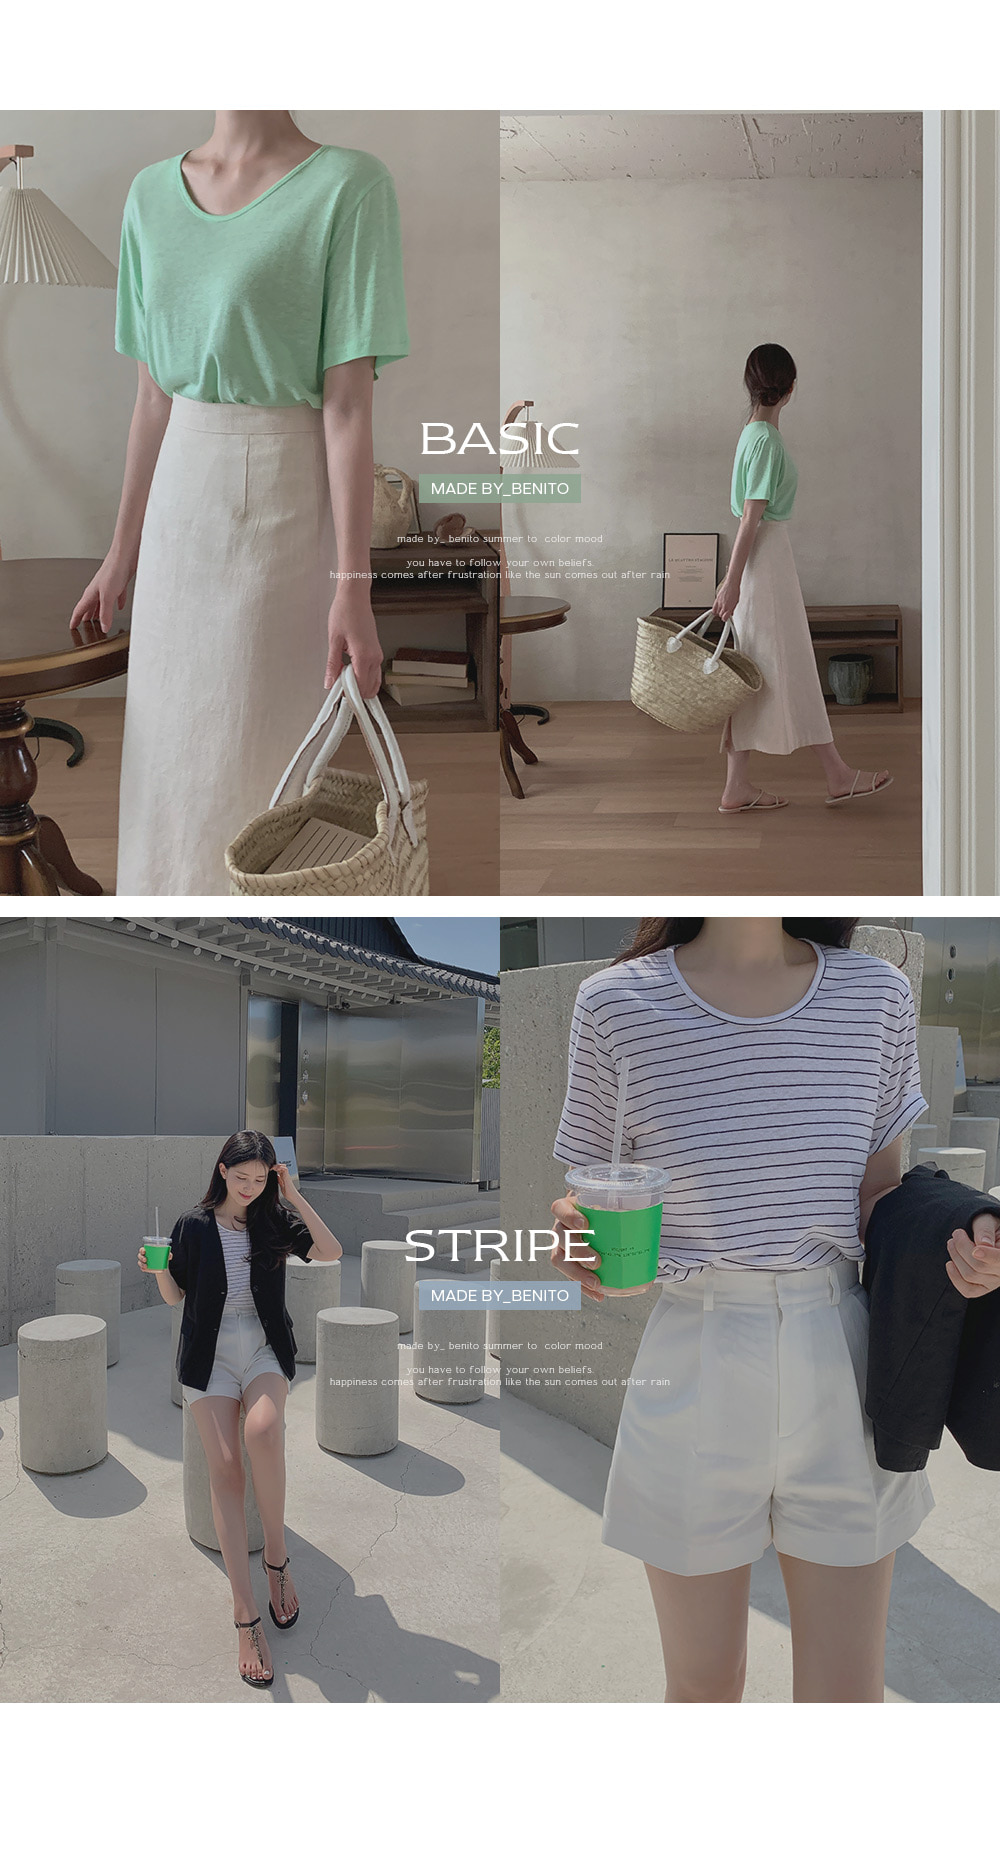 BASIC
MADE BY_BENITO
made by_ benito summer to color mood
you have to follow your own beliefs.
happiness comes after frustration like the sun comes out after rain
STRIPE
MADE BY_BENITO
made by_ benito summer to color mood
you have to follow your own beliefs.
happiness comes after frustration like the sun comes out after rain